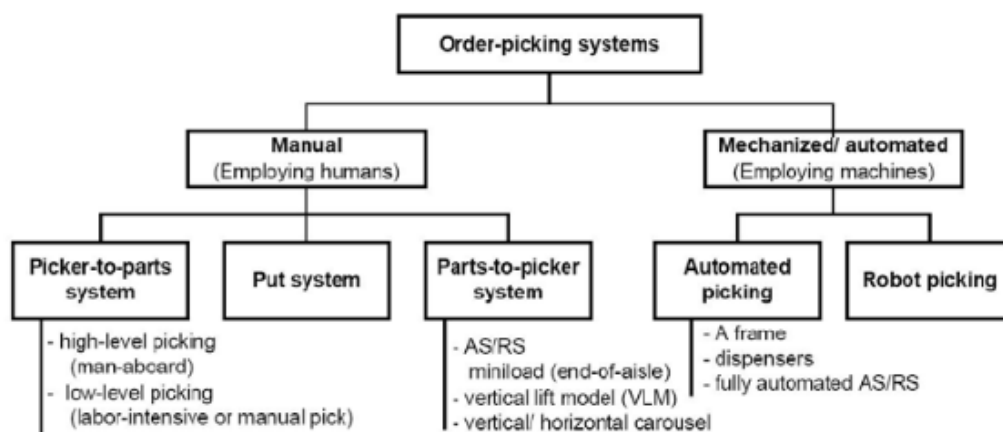 Order-picking systems
Manual
(Employing humans)
Mechanized/ automated
(Employing machines)
Picker-to-parts
system
Put system
Parts-to-picker
system
Automated
picking
Robot picking
- high-level picking
(man-aboard)
- low-level picking
(labor-intensive or manual pick)
- AS/RS
miniload (end-of-aisle)
- vertical lift model (VLM)
- vertical/ horizontal carousel
- A frame
- dispensers
- fully automated AS/RS